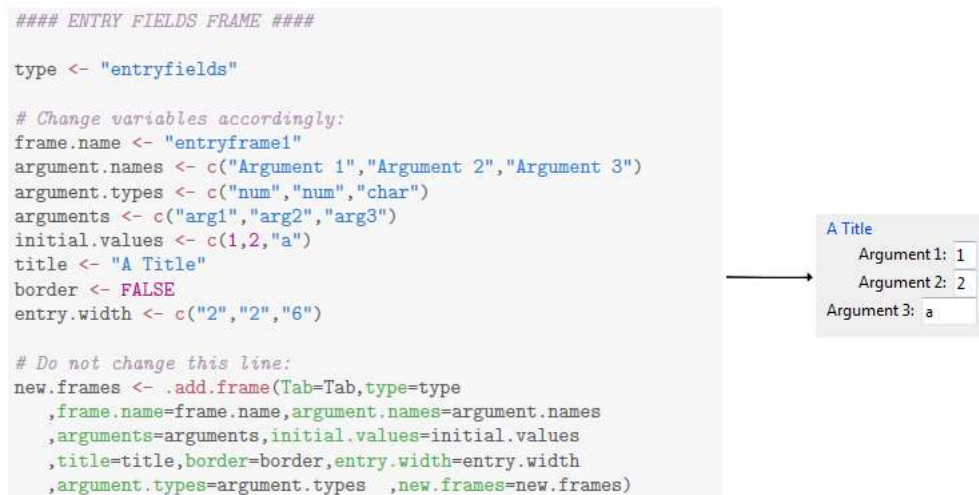 #### ENTRY FIELDS FRAME ####
type <- "entryfields"
# Change variables accordingly:
frame.name <- "entryframe1"
argument.names <- c("Argument 1","Argument 2","Argument 3")
argument.types <- c("num","num","char")
arguments <- c("arg1","arg2","arg3")
initial.values <- c(1,2,"a")
title <- "A Title"
border <- FALSE
entry.width <- c("2","2","6")
# Do not change this line:
new.frames <- .add.frame(Tab=Tab,type=type
,frame.name=frame.name,argument.names=argument.names
,arguments=arguments,initial.values=initial.values
,title=title,border=border,entry.width=entry.width
,argument.types=argument.types  ,new.frames=new.frames)
A Title
Argument 1: 1
Argument 2: 2
Argument 3: a